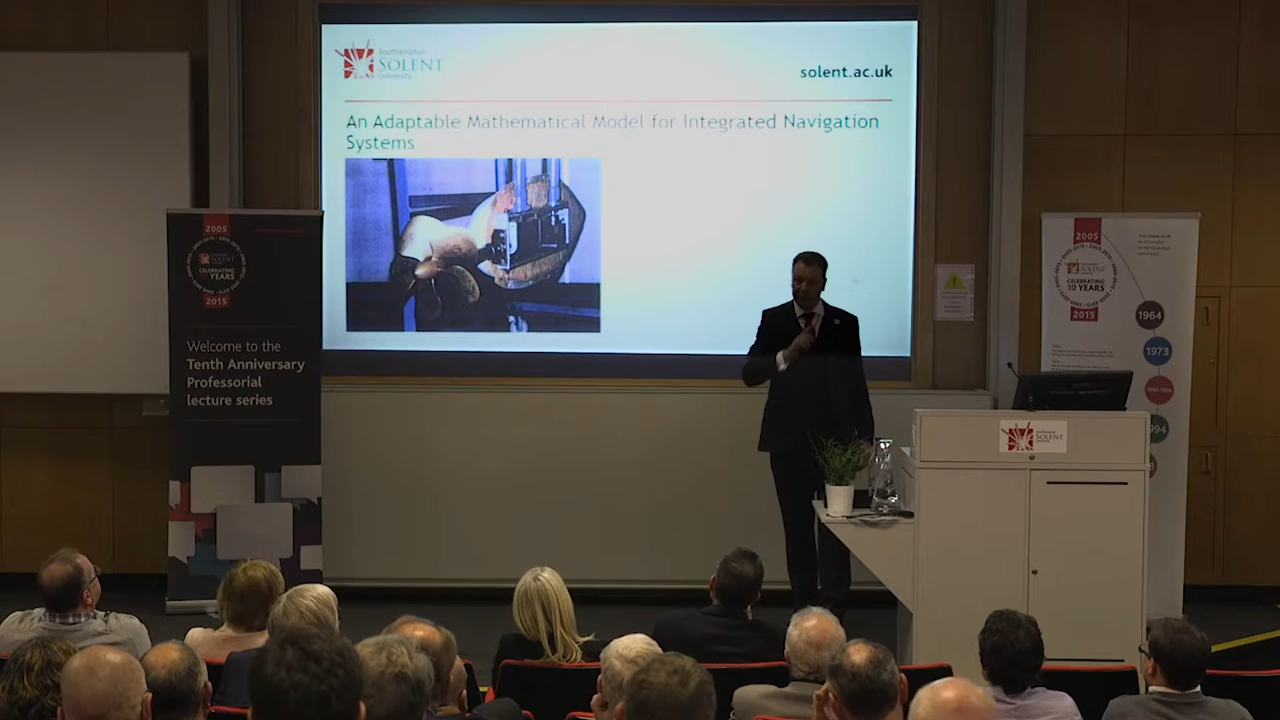 Southampton
SOLENT
University
solent.ac.uk
An Adaptable Mathematical Model for Integrated Navigation
Systems
2005
SOLENT
CELEBRATING
10 YEARS
2015
Welcome to the
Tenth Anniversary
Professorial
lecture series
2005
SOLENT
CELEBRATING
10 YEARS
2015
1964
1973
994
Southampton
SOLENT
University